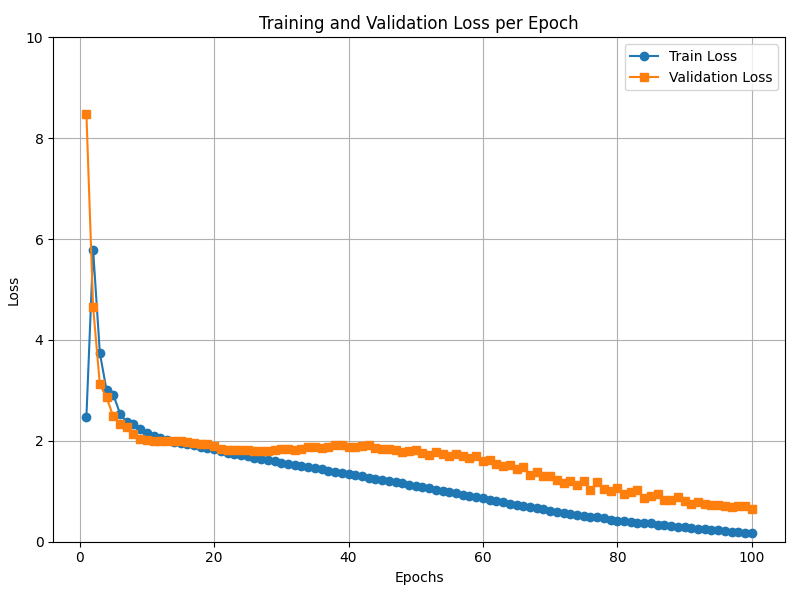 Training and Validation Loss per Epoch
10
8
6
4
2
0
Loss
Train Loss
Validation Loss
0 20 40 60 80 100
Epochs